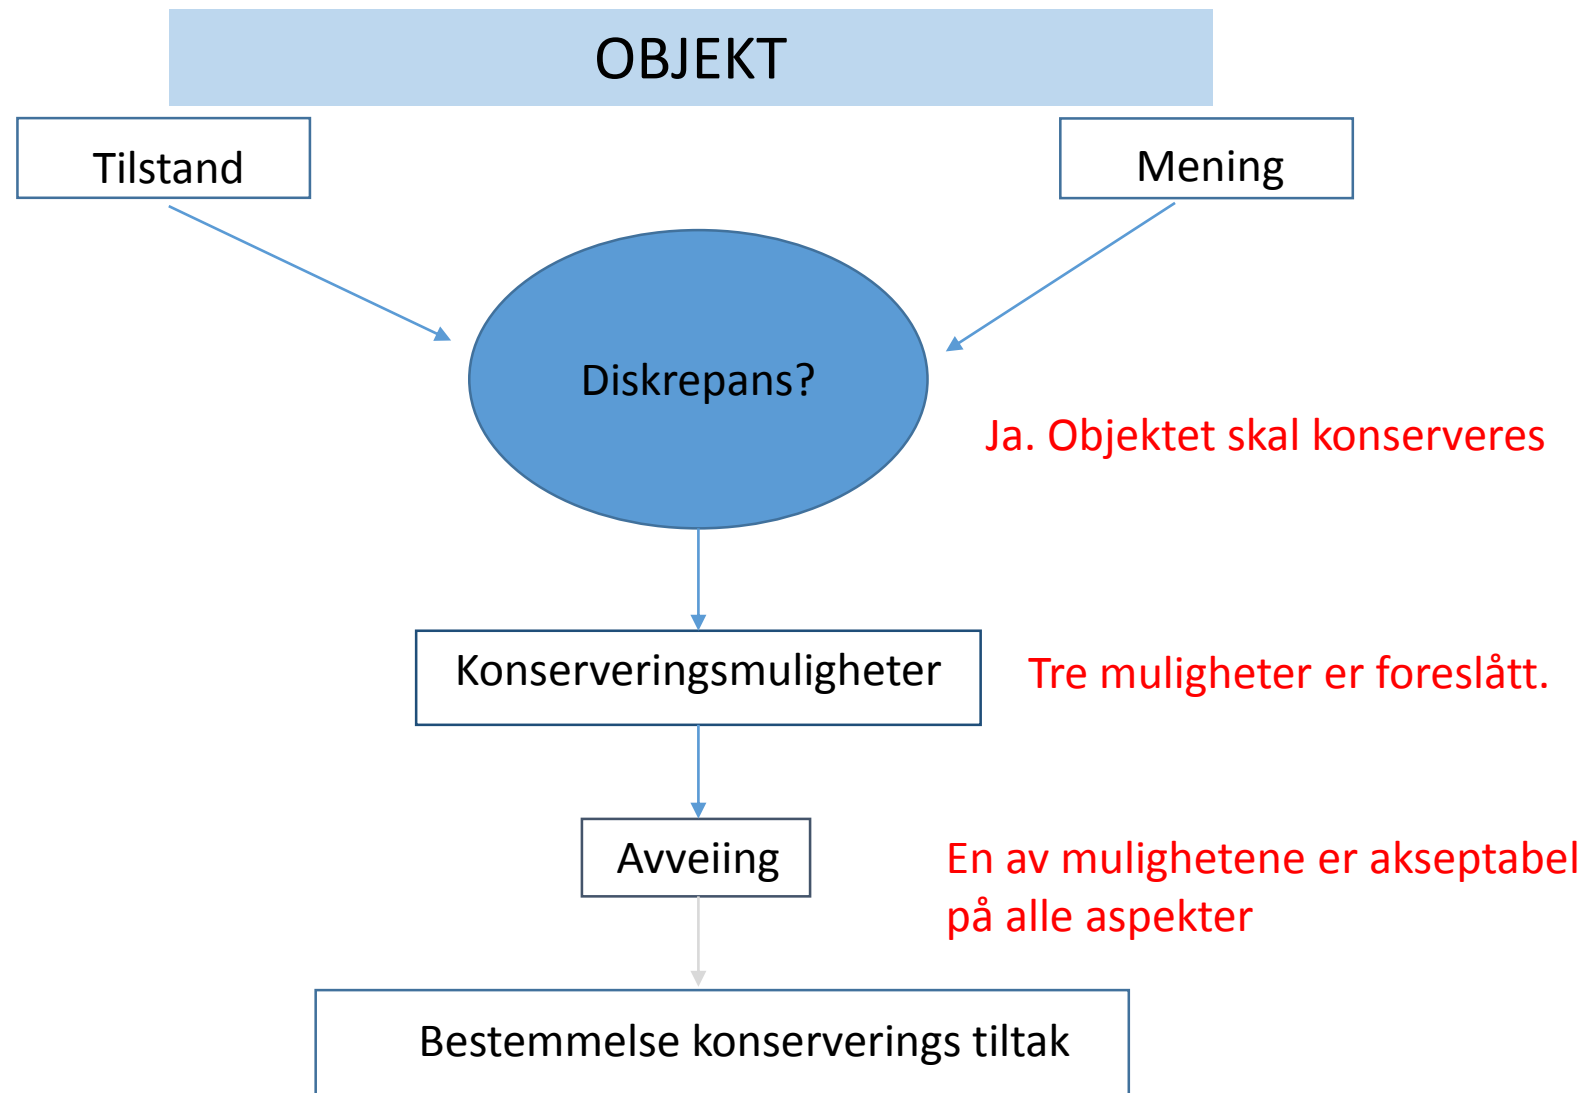 OBJEKT
Tilstand
Mening
Diskrepans?
Ja. Objektet skal konserveres
Konserveringsmuligheter
Tre muligheter er foreslått.
Avveiing
En av mulighetene er akseptabel
på alle aspekter
Bestemmelse konserverings tiltak